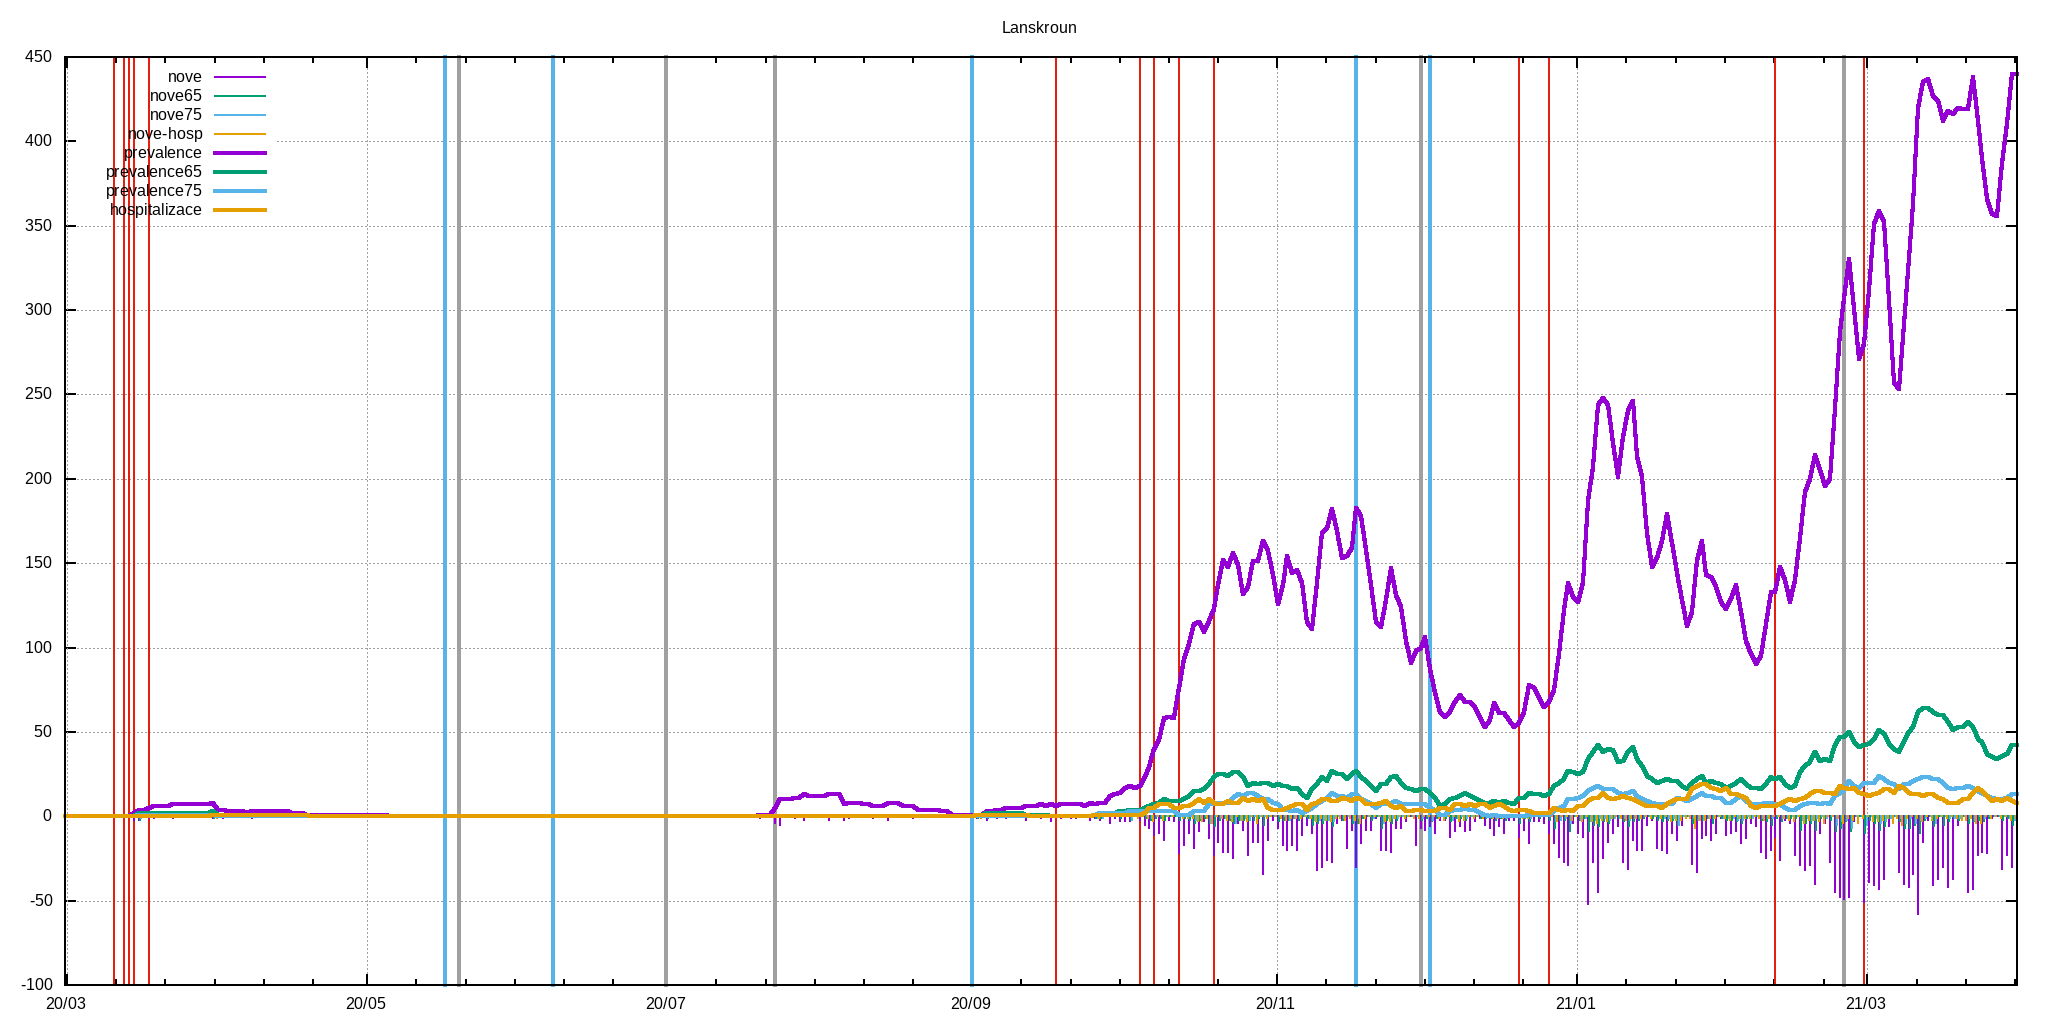 Lanskroun
450
400
350
300
250
200
150
100
50
0
-50
-100
nove
nove65
nove75
nove-hosp
prevalence
prevalence65
prevalence75
hospitalizace
20/03 20/05 20/07 20/09 20/11 21/01 21/03